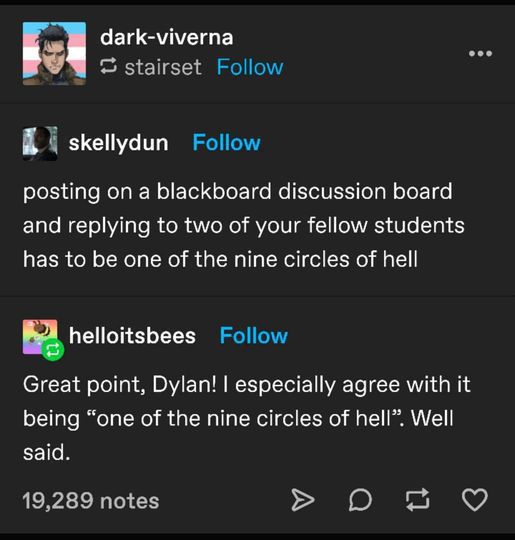 dark-viverna
stairset Follow
skellydun Follow
posting on a blackboard discussion board
and replying to two of your fellow students
has to be one of the nine circles of hell
helloitsbees Follow
Great point, Dylan! I especially agree with it
being “one of the nine circles of hell”. Well
said.
19,289 notes